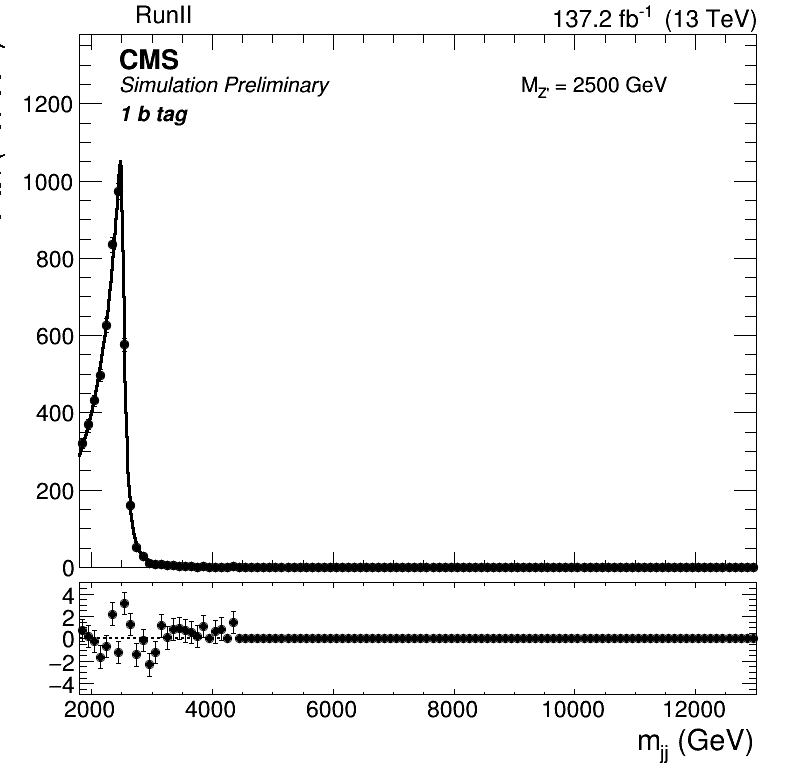 RunII 137.2 fb-1 (13 TeV)
CMS
Simulation Preliminary
MZ' = 2500 GeV
1 b tag
1200
1000
800
600
400
200
0
4
2
0
−2
−4
2000 4000 6000 8000 10000 12000
mjj (GeV)